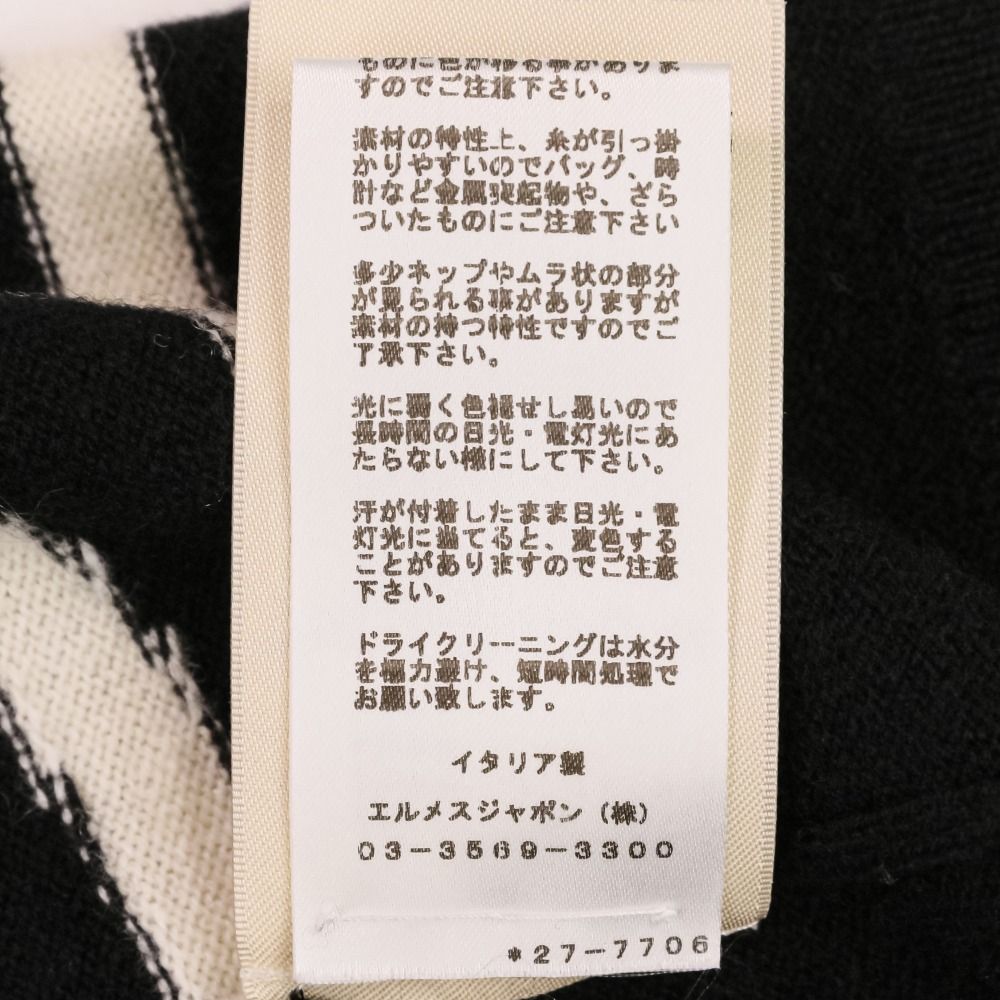 ものに色が移る事がありま
すのでご注意下さい。
素材の特性上、糸が引っ掛
かりやすいのでバッグ、時
計など金属突起物や、ざら
ついたものにご注意下さい
多少ネップやムラ状の部分
が見られる事がありますが
素材の持つ特性ですのでご
了承下さい。
光に弱く色褪せし易いので
長時間の日光・電灯光にあ
たらない様にして下さい。
汗が付着したまま日光・電
灯光に当てると、変色する
ことがありますのでご注意
下さい。
ドライクリーニングは水分
を極力避け、短時間処理で
お願い致します。
イタリア製
エルメスジャポン（株）
03-3569-3300
*27-7706